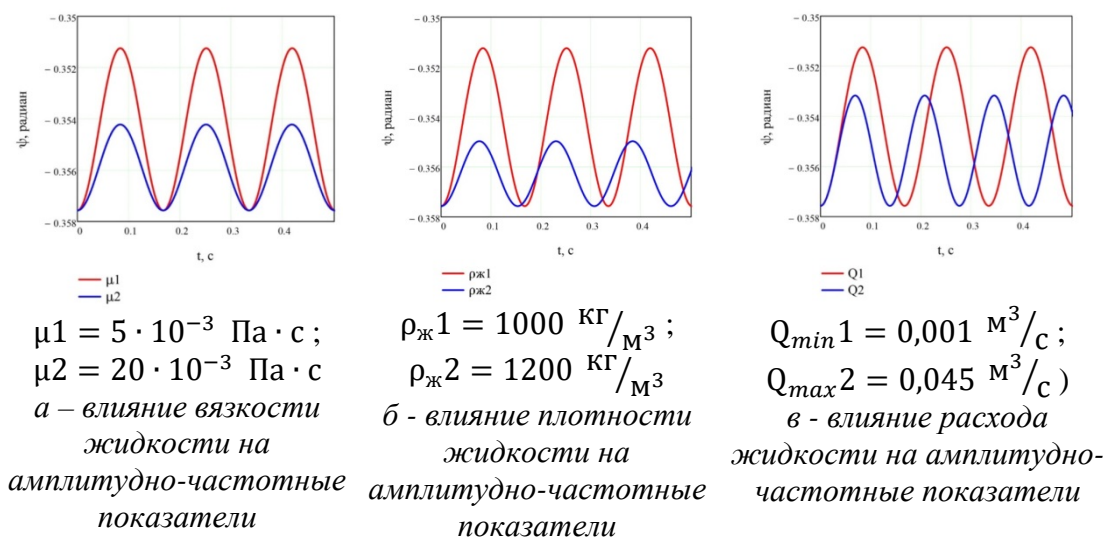 − 0.35
− 0.352
− 0.354
− 0.356
− 0.358
ψ, радиан
0 0.1 0.2 0.3 0.4
t, с
μ1
μ2
μ1 = 5 · 10⁻³ Па · с ;
μ2 = 20 · 10⁻³ Па · с
а – влияние вязкости
жидкости на
амплитудно-частотные
показатели
− 0.35
− 0.352
− 0.354
− 0.356
− 0.358
ψ, радиан
0 0.1 0.2 0.3 0.4
t, с
ρж1
ρж2
ρж1 = 1000 кг/м³ ;
ρж2 = 1200 кг/м³
б - влияние плотности
жидкости на
амплитудно-частотные
показатели
− 0.35
− 0.352
− 0.354
− 0.356
− 0.358
ψ, радиан
0 0.1 0.2 0.3 0.4
t, с
Q1
Q2
Qmin1 = 0,001 м³/с ;
Qmax2 = 0,045 м³/с )
в - влияние расхода
жидкости на амплитудно-
частотные показатели